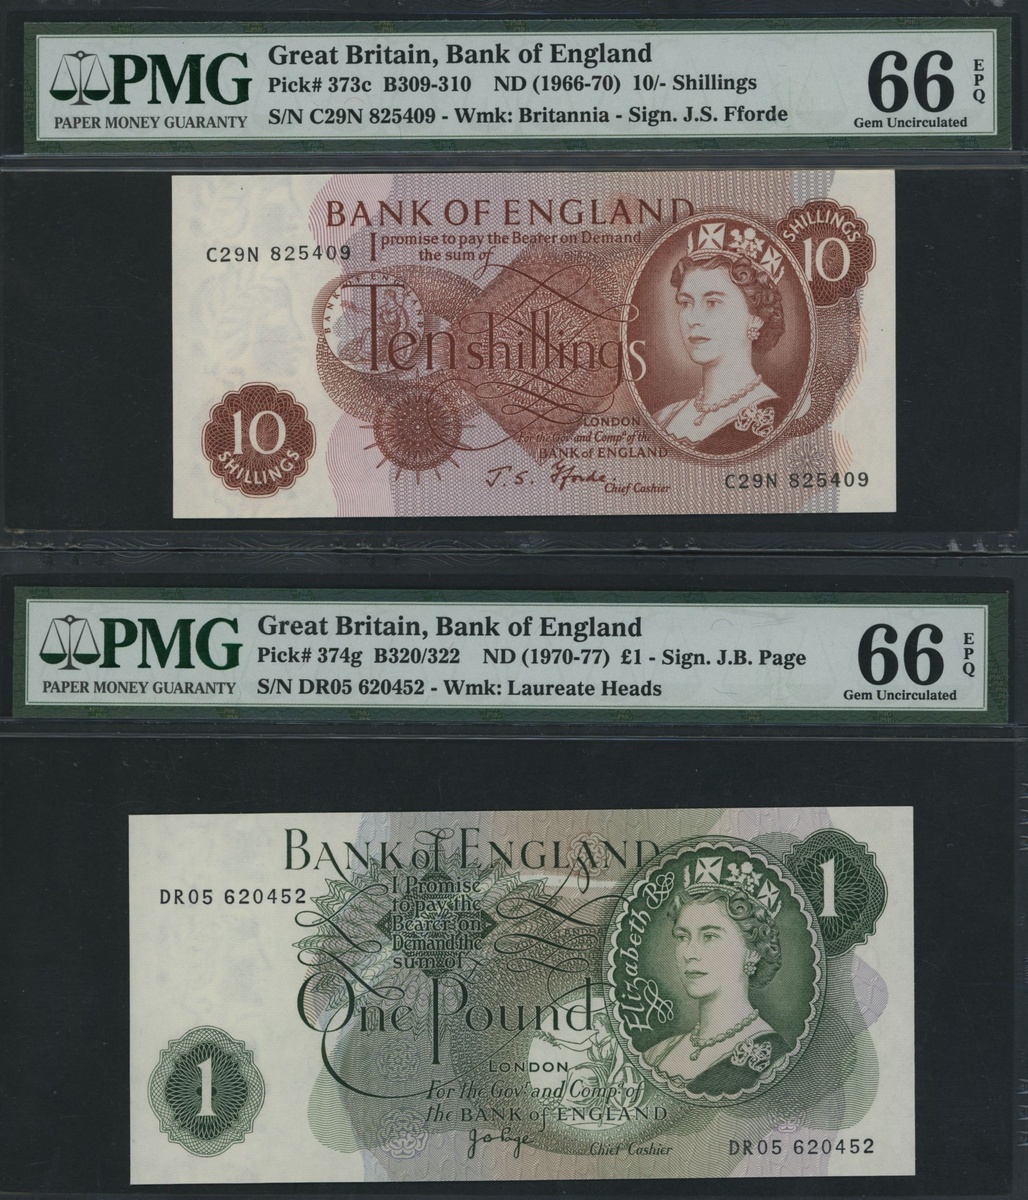 PMG
PAPER MONEY GUARANTY
Great Britain, Bank of England
Pick# 373c B309-310 ND (1966-70) 10/- Shillings
S/N C29N 825409 - Wmk: Britannia - Sign. J.S. Fforde
66
EPQ
Gem Uncirculated
BANK OF ENGLAND
C29N 825409
I promise to pay the Bearer on Demand
the sum of
SHILLINGS
10
BANK OF ENGLAND
Ten shillings
10
SHILLINGS
LONDON
For the Govr and Compa of the
BANK of ENGLAND
J. S. Fforde
Chief Cashier
C29N 825409
PMG
PAPER MONEY GUARANTY
Great Britain, Bank of England
Pick# 374g B320/322 ND (1970-77) £1 - Sign. J.B. Page
S/N DR05 620452 - Wmk: Laureate Heads
66
EPQ
Gem Uncirculated
BANK of ENGLAND
DR05 620452
I Promise
to pay the
Bearer on
Demand the
sum of
Elizabeth R
1
One Pound
LONDON
1
For the Govr and Compa of
the BANK of ENGLAND
Chief Cashier
DR05 620452